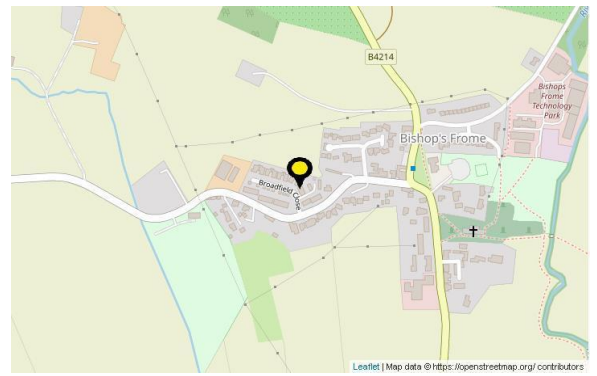 B4214
Bishops
Frome
Technology
Park
Bishop's Frome
Broadfield Close
Leaflet | Map data © https://openstreetmap.org/ contributors